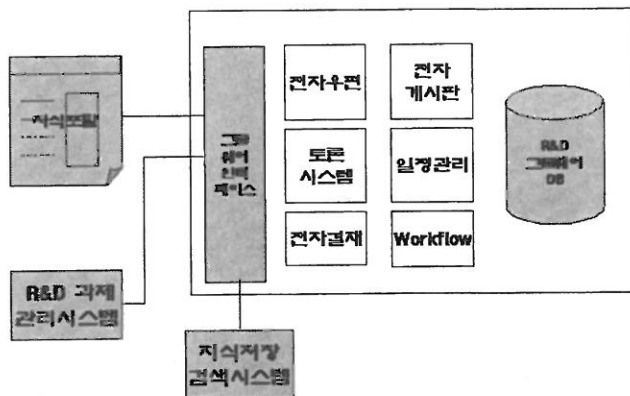 지식포탈
그룹
웨어
인터
페이스
전자우편
전자
게시판
토론
시스템
일정관리
전자결재
Workflow
R&D
그룹웨어
DB
R&D 과제
관리시스템
지식저장
검색시스템